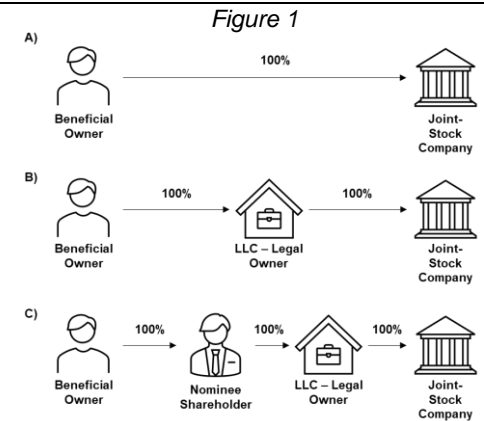 Figure 1
A)
100%
Beneficial
Owner
Joint-
Stock
Company
B)
100%
100%
Beneficial
Owner
LLC – Legal
Owner
Joint-
Stock
Company
C)
100%
100%
100%
Beneficial
Owner
Nominee
Shareholder
LLC – Legal
Owner
Joint-
Stock
Company